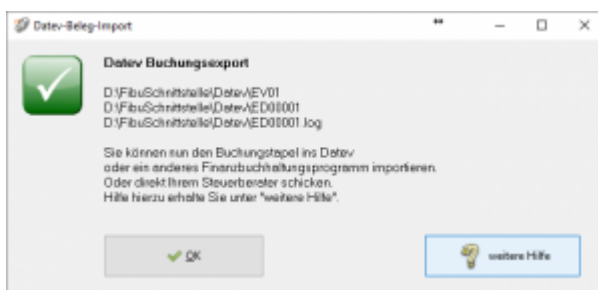 Datev-Beleg-Import
Datev Buchungsexport
D:\FibuSchnittstelle\Datev\EV01
D:\FibuSchnittstelle\Datev\ED00001
D:\FibuSchnittstelle\Datev\ED00001.log
Sie können nun den Buchungstapel ins Datev
oder ein anderes Finanzbuchhaltungsprogramm importieren.
Oder direkt Ihrem Steuerberater schicken.
Hilfe hierzu erhalte Sie unter "weitere Hilfe".
OK
weitere Hilfe